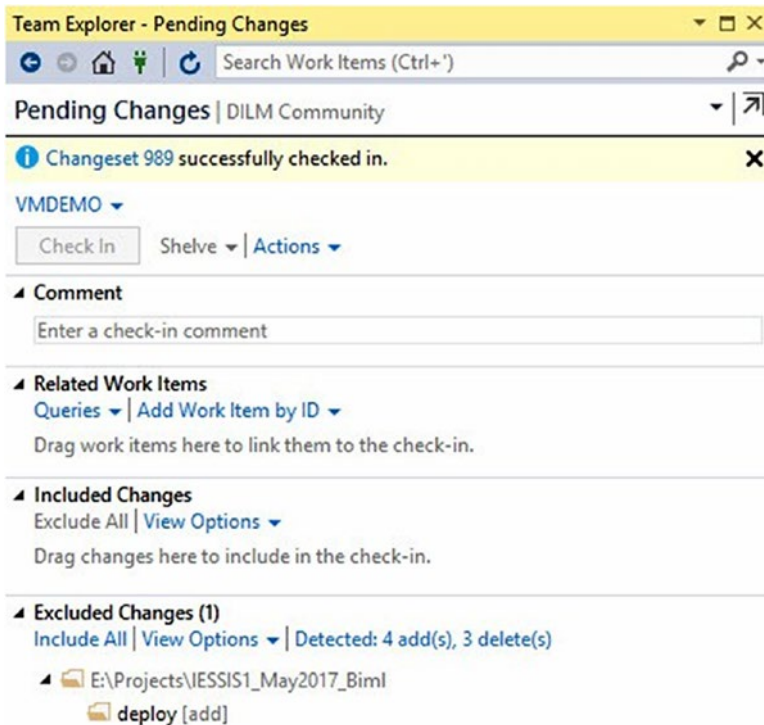 Team Explorer - Pending Changes
Search Work Items (Ctrl+')
Pending Changes | DILM Community
Changeset 989 successfully checked in.
VMDEMO
Check In Shelve | Actions
Comment
Enter a check-in comment
Related Work Items
Queries | Add Work Item by ID
Drag work items here to link them to the check-in.
Included Changes
Exclude All | View Options
Drag changes here to include in the check-in.
Excluded Changes (1)
Include All | View Options | Detected: 4 add(s), 3 delete(s)
E:\Projects\IESSIS1_May2017_Biml
deploy [add]